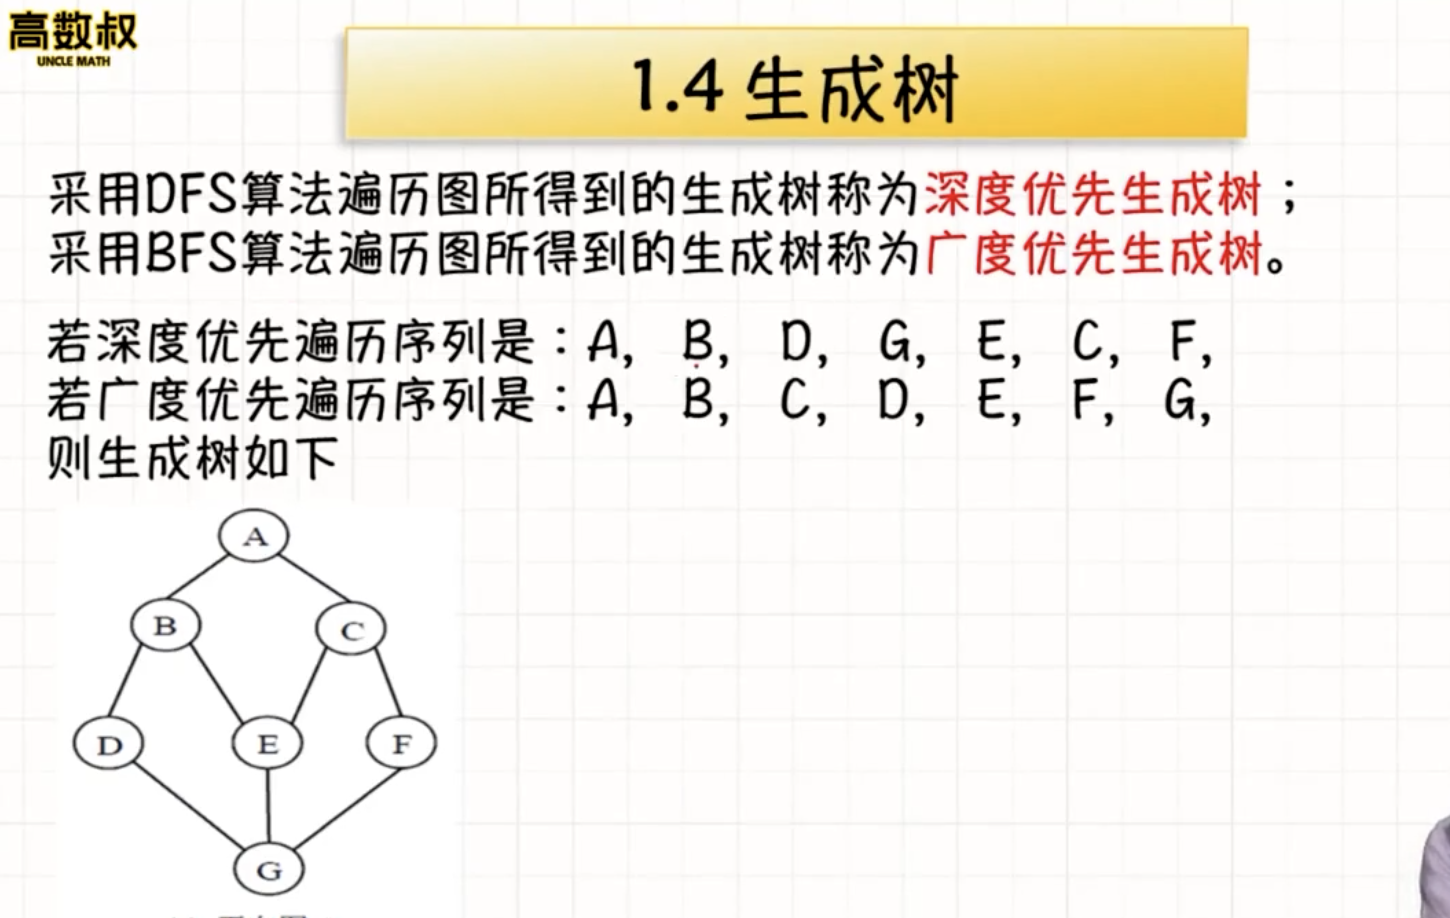 高数叔
UNCLE MATH
1.4 生成树
采用DFS算法遍历图所得到的生成树称为深度优先生成树；
采用BFS算法遍历图所得到的生成树称为广度优先生成树。
若深度优先遍历序列是：A, B, D, G, E, C, F,
若广度优先遍历序列是：A, B, C, D, E, F, G,
则生成树如下
A
B C
D E F
G